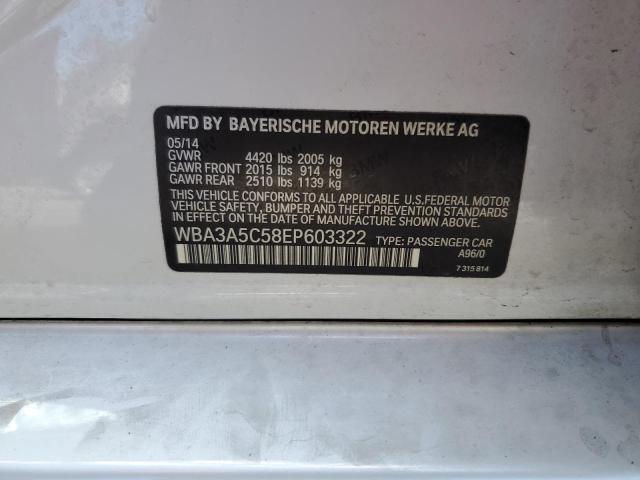 MFD BY BAYERISCHE MOTOREN WERKE AG
05/14
GVWR 4420 lbs 2005 kg
GAWR FRONT 2015 lbs 914 kg
GAWR REAR 2510 lbs 1139 kg
THIS VEHICLE CONFORMS TO ALL APPLICABLE U.S.FEDERAL MOTOR
VEHICLE SAFETY, BUMPER, AND THEFT PREVENTION STANDARDS
IN EFFECT ON THE DATE OF MANUFACTURE SHOWN ABOVE.
WBA3A5C58EP603322 TYPE: PASSENGER CAR
A96/0
7 315 814